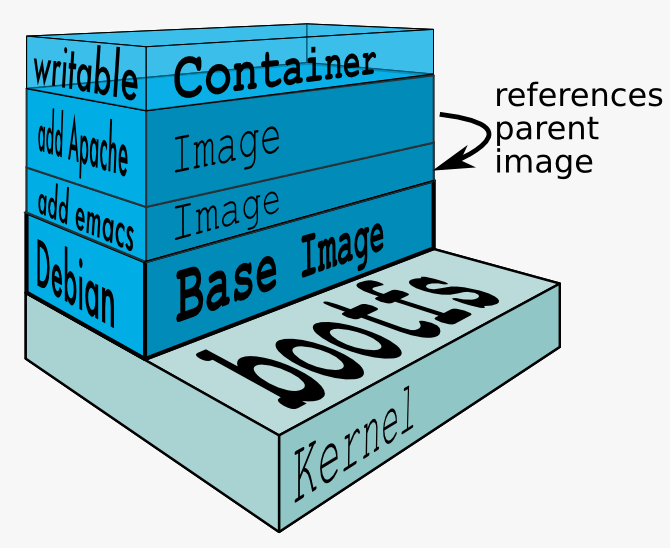 writable
Container
add Apache
Image
references
parent
image
add emacs
Image
Debian
Base Image
bootfs
Kernel